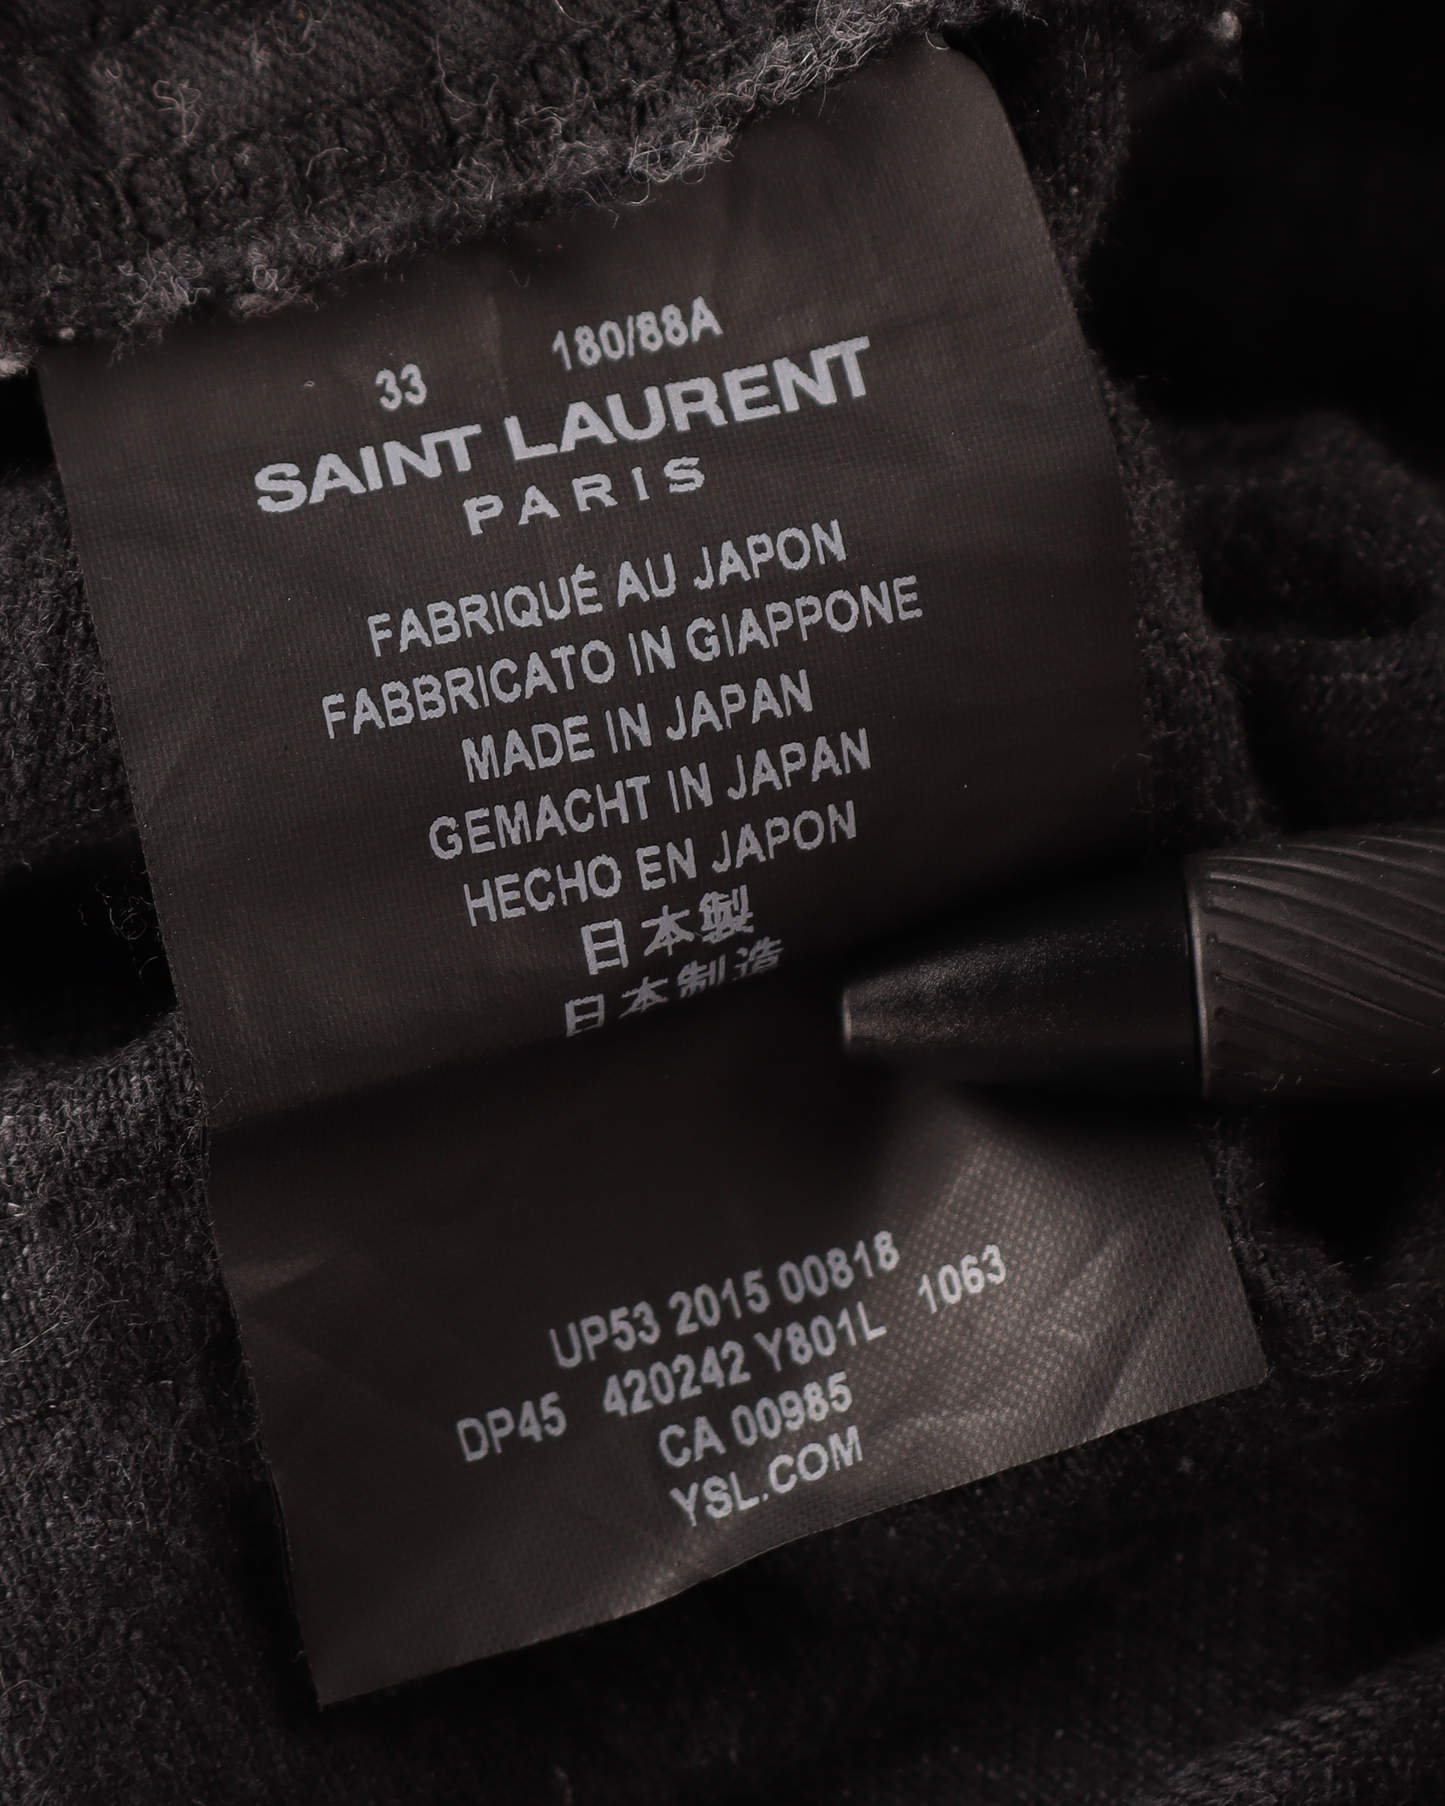 33 180/88A
SAINT LAURENT
PARIS
FABRIQUÉ AU JAPON
FABBRICATO IN GIAPPONE
MADE IN JAPAN
GEMACHT IN JAPAN
HECHO EN JAPON
日本製
日本制造
UP53 2015 00818
DP45 420242 Y801L 1063
CA 00985
YSL.COM